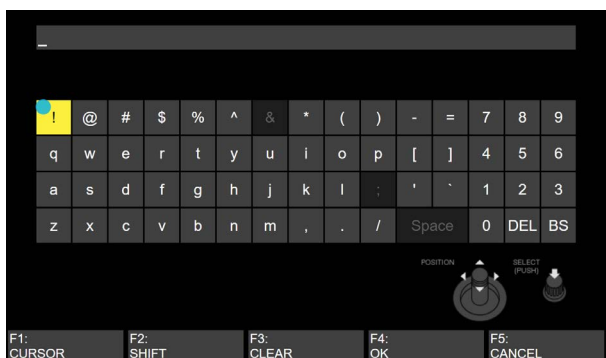 _
! @ # $ % ^ & * ( ) - = 7 8 9
q w e r t y u i o p [ ] 4 5 6
a s d f g h j k l ; ' ` 1 2 3
z x c v b n m , . / Space 0 DEL BS
POSITION SELECT
(PUSH)
F1: F2: F3: F4: F5:
CURSOR SHIFT CLEAR OK CANCEL